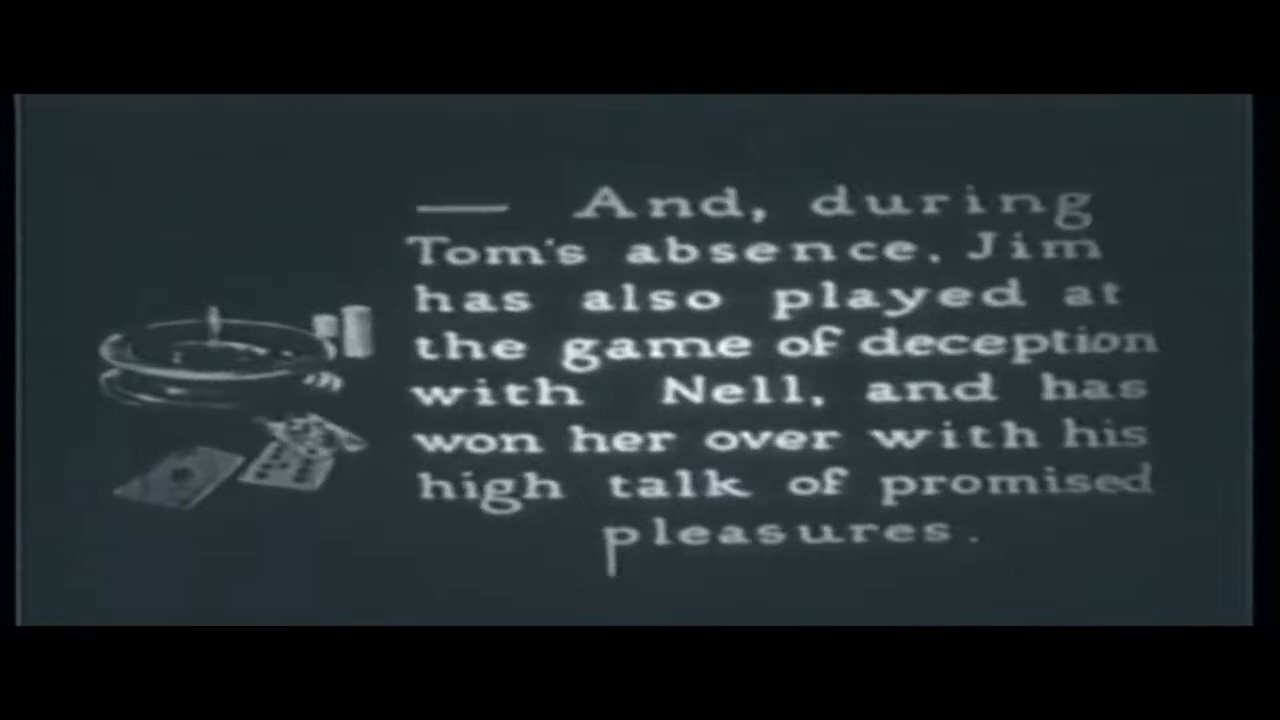 — And, during
Tom's absence, Jim
has also played at
the game of deception
with Nell, and has
won her over with his
high talk of promised
pleasures.